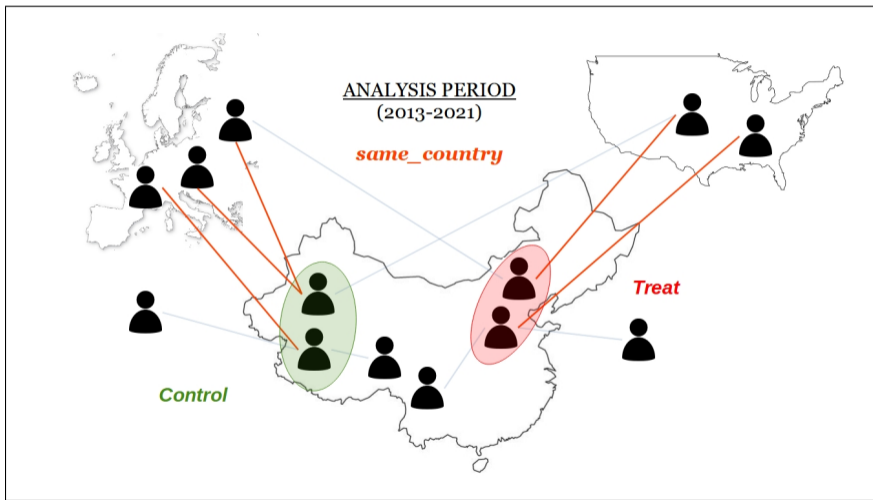 ANALYSIS PERIOD
(2013-2021)
same_country
Treat
Control